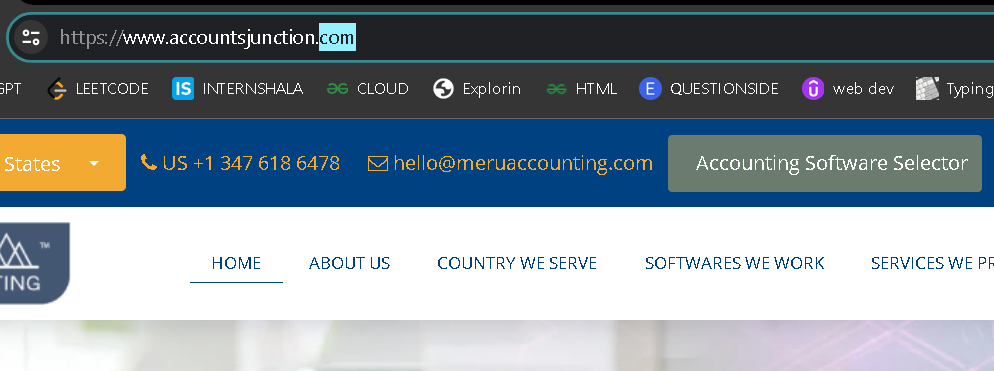 https://www.accountsjunction.com
GPT LEETCODE IS INTERNSHALA CLOUD Explorin HTML E QUESTIONSIDE web dev Typing
States US +1 347 618 6478 hello@meruaccounting.com Accounting Software Selector
TM
TING
HOME ABOUT US COUNTRY WE SERVE SOFTWARES WE WORK SERVICES WE PR